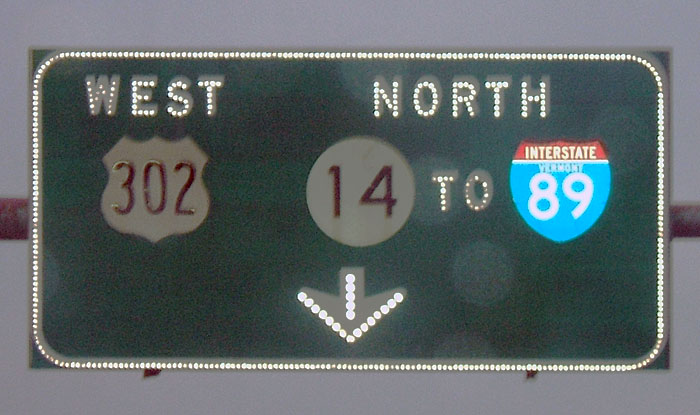 WEST NORTH
302 14 TO INTERSTATE
VERMONT
89